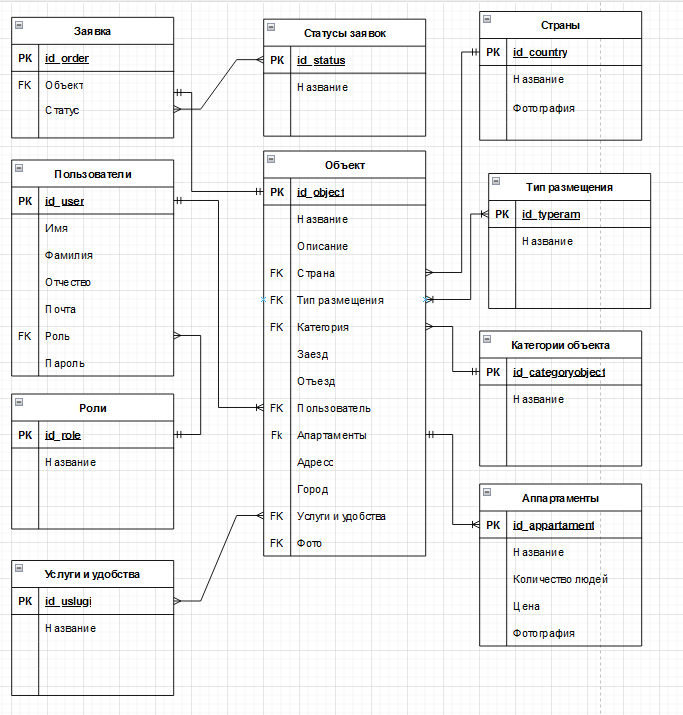 Заявка
PK id_order
FK Объект
Статус
Статусы заявок
PK id_status
Название
Страны
PK id_country
Название
Фотография
Пользователи
PK id_user
Имя
Фамилия
Отчество
Почта
FK Роль
Пароль
Объект
PK id_object
Название
Описание
FK Страна
FK Тип размещения
FK Категория
Заезд
Отъезд
FK Пользователь
Fk Апартаменты
Адресс
Город
FK Услуги и удобства
FK Фото
Тип размещения
PK id_typeram
Название
Категории объекта
PK id_categoryobject
Название
Роли
PK id_role
Название
Аппартаменты
PK id_appartament
Название
Количество людей
Цена
Фотография
Услуги и удобства
PK id_uslugi
Название